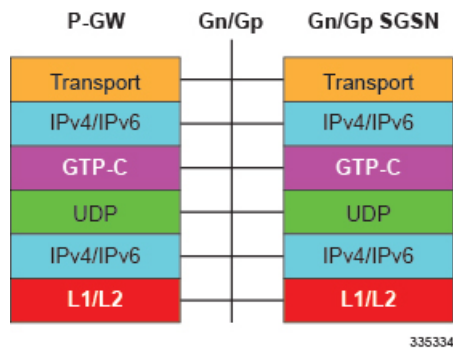 P-GW Gn/Gp Gn/Gp SGSN
Transport Transport
IPv4/IPv6 IPv4/IPv6
GTP-C GTP-C
UDP UDP
IPv4/IPv6 IPv4/IPv6
L1/L2 L1/L2
335334